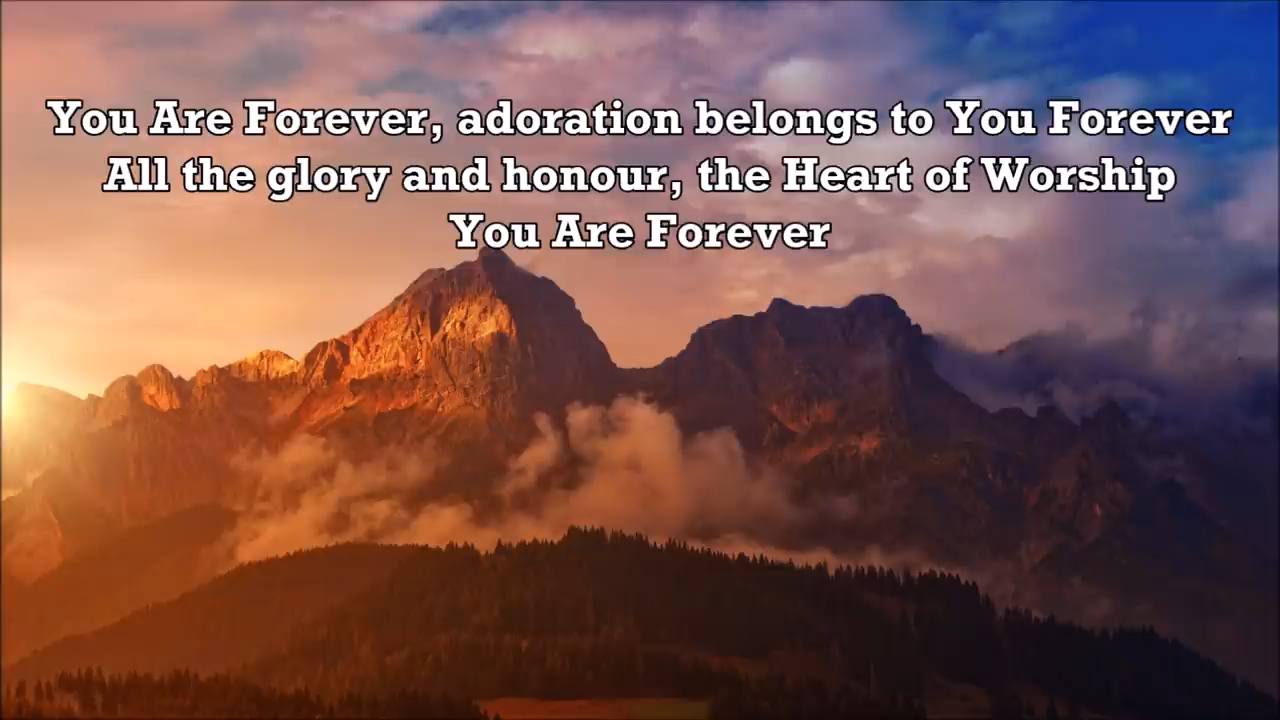 You Are Forever, adoration belongs to You Forever
All the glory and honour, the Heart of Worship
You Are Forever